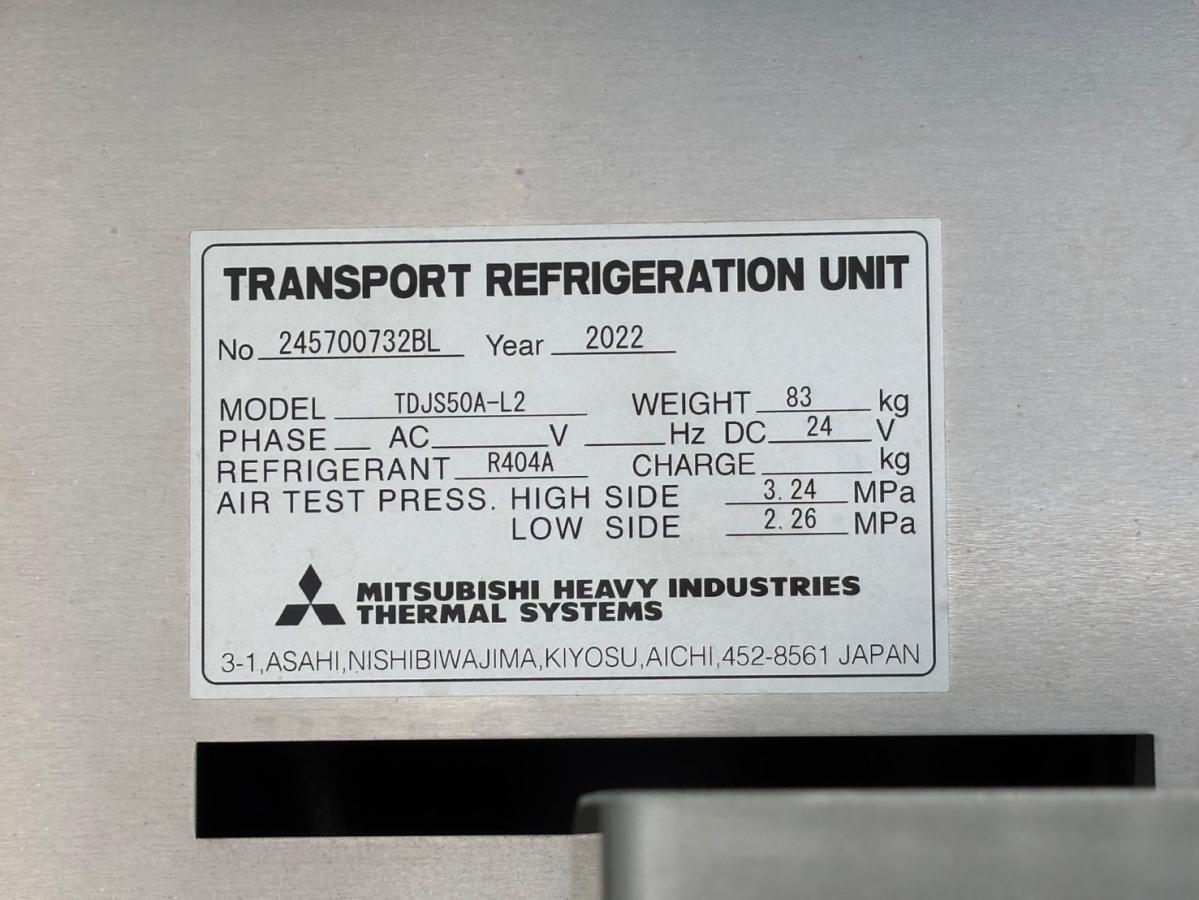 TRANSPORT REFRIGERATION UNIT
No 245700732BL Year 2022
MODEL TDJS50A-L2 WEIGHT 83 kg
PHASE AC V Hz DC 24 V
REFRIGERANT R404A CHARGE kg
AIR TEST PRESS. HIGH SIDE 3.24 MPa
LOW SIDE 2.26 MPa
MITSUBISHI HEAVY INDUSTRIES
THERMAL SYSTEMS
3-1,ASAHI,NISHIBIWAJIMA,KIYOSU,AICHI,452-8561 JAPAN